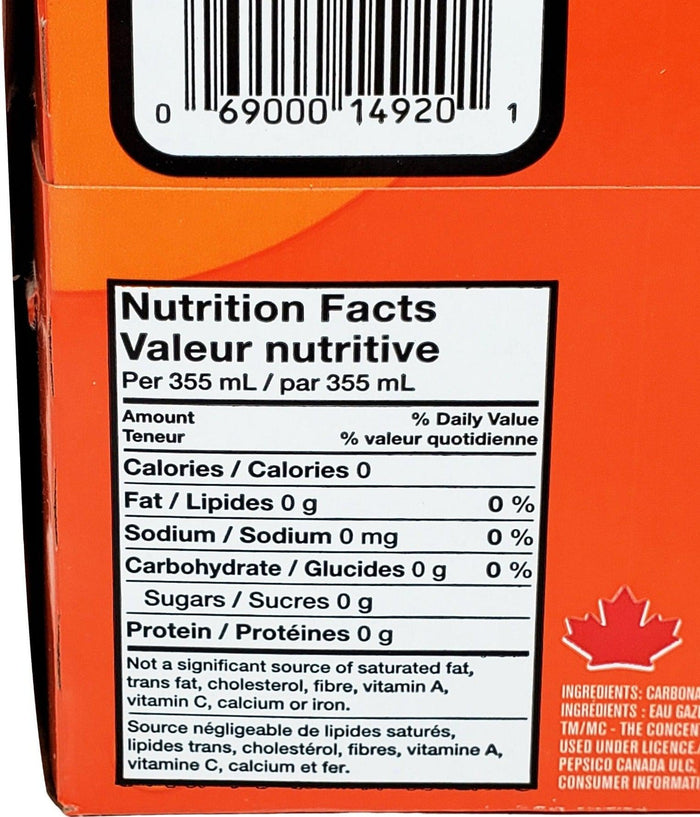 0 69000 14920 1
Nutrition Facts
Valeur nutritive
Per 355 mL / par 355 mL
Amount % Daily Value
Teneur % valeur quotidienne
Calories / Calories 0
Fat / Lipides 0 g 0 %
Sodium / Sodium 0 mg 0 %
Carbohydrate / Glucides 0 g 0 %
Sugars / Sucres 0 g
Protein / Protéines 0 g
Not a significant source of saturated fat,
trans fat, cholesterol, fibre, vitamin A,
vitamin C, calcium or iron.
Source négligeable de lipides saturés,
lipides trans, cholestérol, fibres, vitamine A,
vitamine C, calcium et fer.
INGREDIENTS: CARBONA
INGRÉDIENTS : EAU GAZ
TM/MC - THE CONCEN
USED UNDER LICENCE
PEPSICO CANADA ULC,
CONSUMER INFORMATI